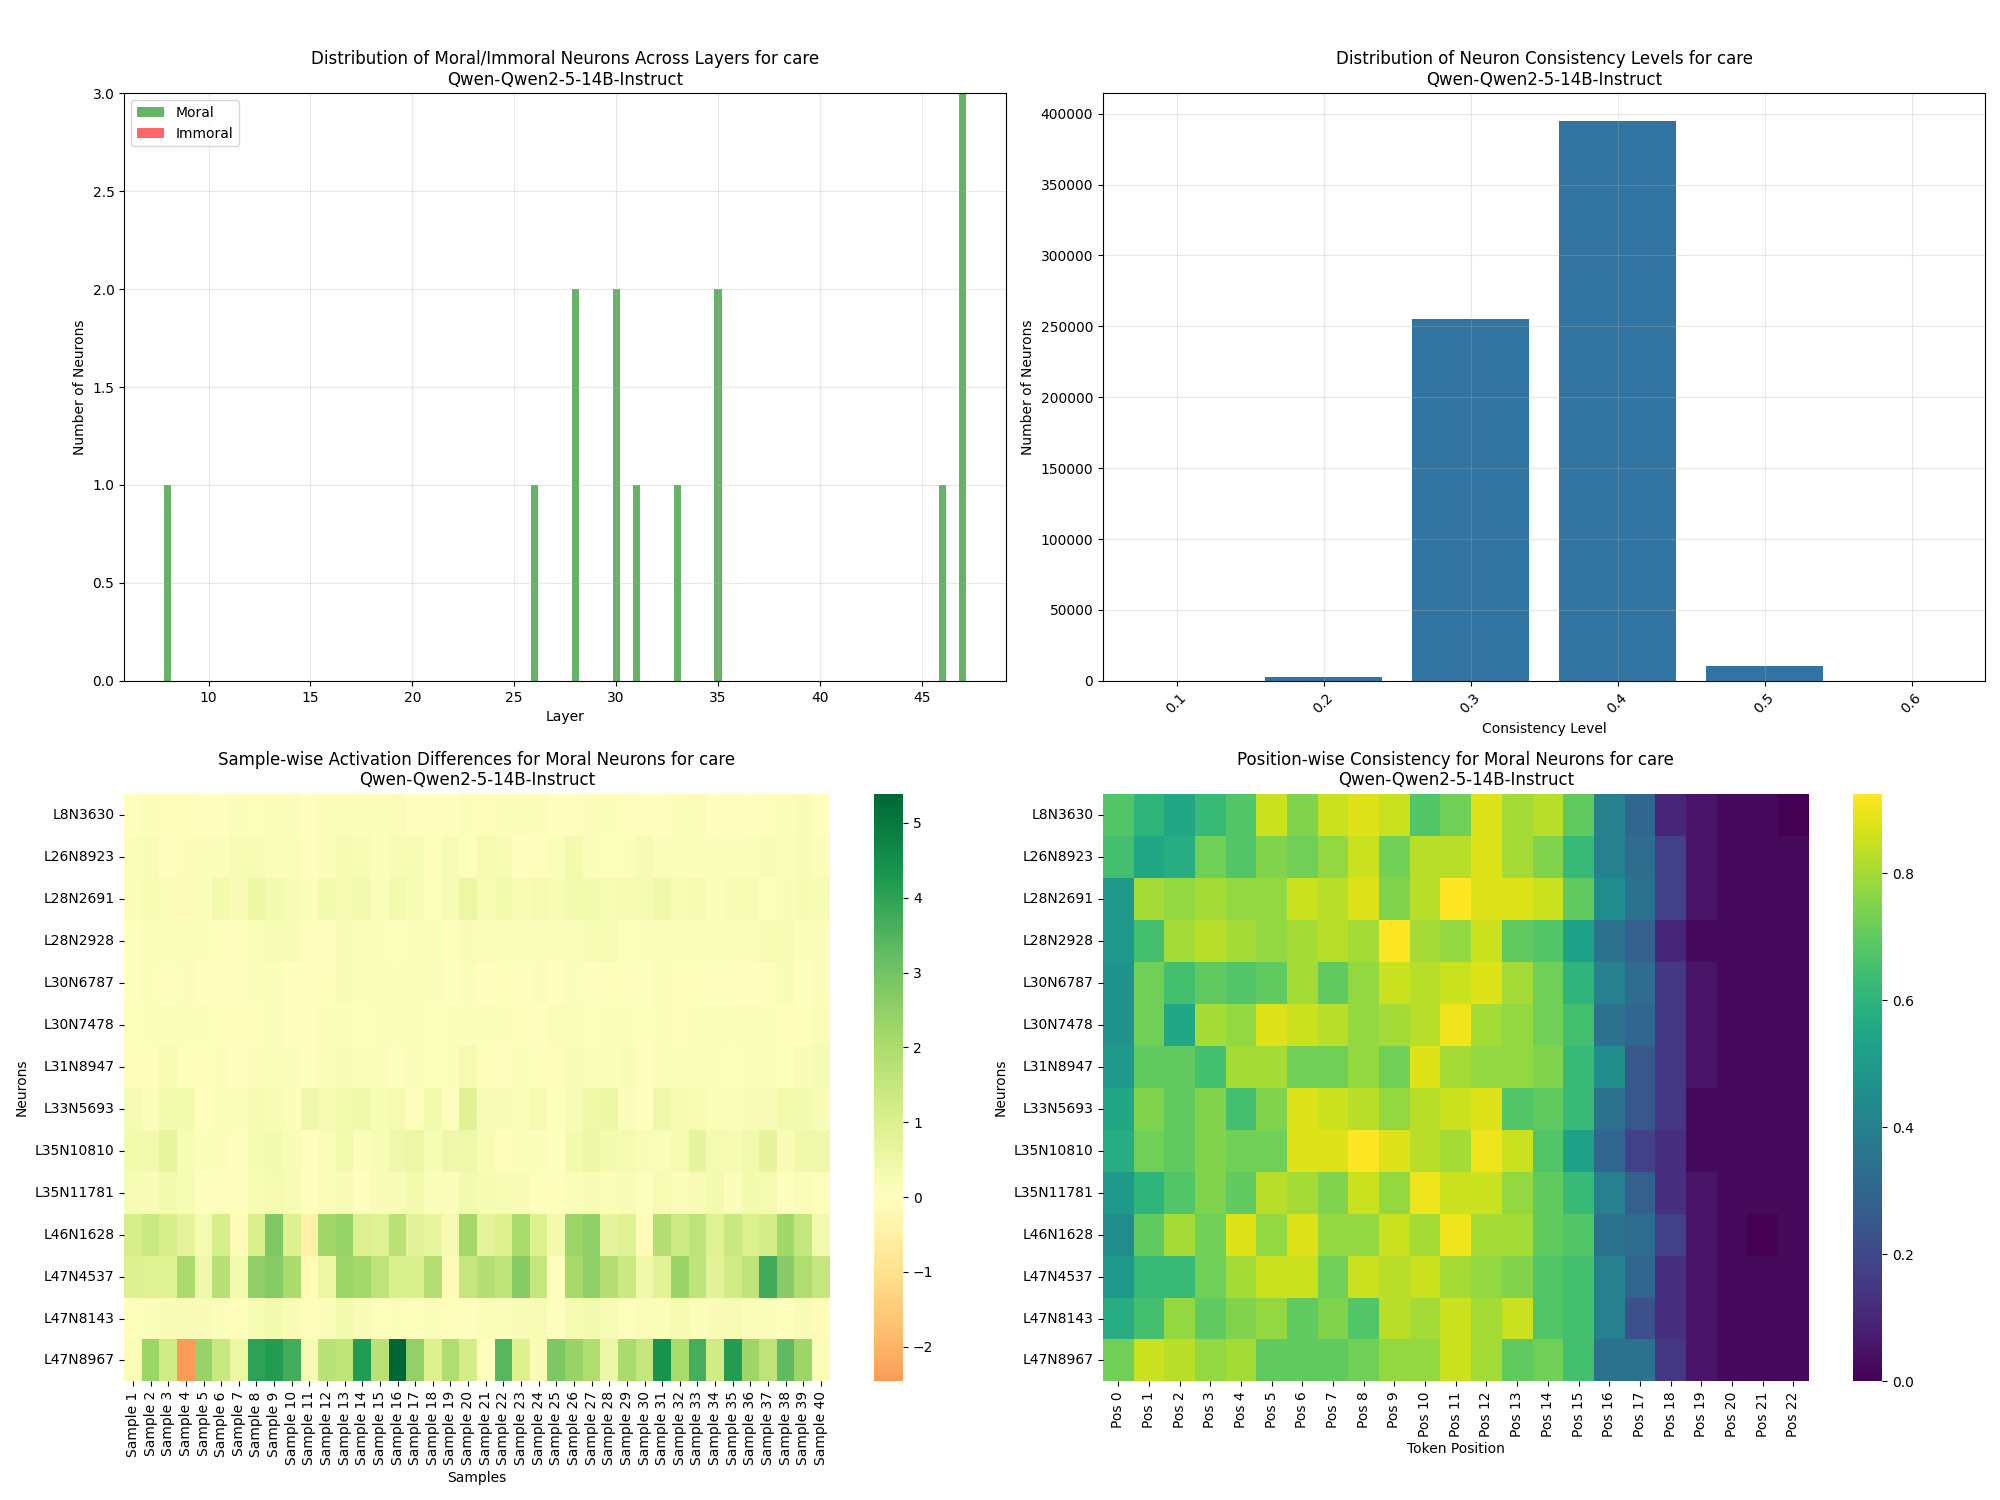 Distribution of Moral/Immoral Neurons Across Layers for care
Qwen-Qwen2-5-14B-Instruct
Moral
Immoral
3.0
2.5
2.0
1.5
1.0
0.5
0.0
Number of Neurons
10 15 20 25 30 35 40 45
Layer
Distribution of Neuron Consistency Levels for care
Qwen-Qwen2-5-14B-Instruct
400000
350000
300000
250000
200000
150000
100000
50000
0
Number of Neurons
0.1 0.2 0.3 0.4 0.5 0.6
Consistency Level
Sample-wise Activation Differences for Moral Neurons for care
Qwen-Qwen2-5-14B-Instruct
L8N3630
L26N8923
L28N2691
L28N2928
L30N6787
L30N7478
L31N8947
L33N5693
L35N10810
L35N11781
L46N1628
L47N4537
L47N8143
L47N8967
Neurons
Sample 1
Sample 2
Sample 3
Sample 4
Sample 5
Sample 6
Sample 7
Sample 8
Sample 9
Sample 10
Sample 11
Sample 12
Sample 13
Sample 14
Sample 15
Sample 16
Sample 17
Sample 18
Sample 19
Sample 20
Sample 21
Sample 22
Sample 23
Sample 24
Sample 25
Sample 26
Sample 27
Sample 28
Sample 29
Sample 30
Sample 31
Sample 32
Sample 33
Sample 34
Sample 35
Sample 36
Sample 37
Sample 38
Sample 39
Sample 40
Samples
5
4
3
2
1
0
−1
−2
Position-wise Consistency for Moral Neurons for care
Qwen-Qwen2-5-14B-Instruct
L8N3630
L26N8923
L28N2691
L28N2928
L30N6787
L30N7478
L31N8947
L33N5693
L35N10810
L35N11781
L46N1628
L47N4537
L47N8143
L47N8967
Neurons
Pos 0
Pos 1
Pos 2
Pos 3
Pos 4
Pos 5
Pos 6
Pos 7
Pos 8
Pos 9
Pos 10
Pos 11
Pos 12
Pos 13
Pos 14
Pos 15
Pos 16
Pos 17
Pos 18
Pos 19
Pos 20
Pos 21
Pos 22
Token Position
0.8
0.6
0.4
0.2
0.0